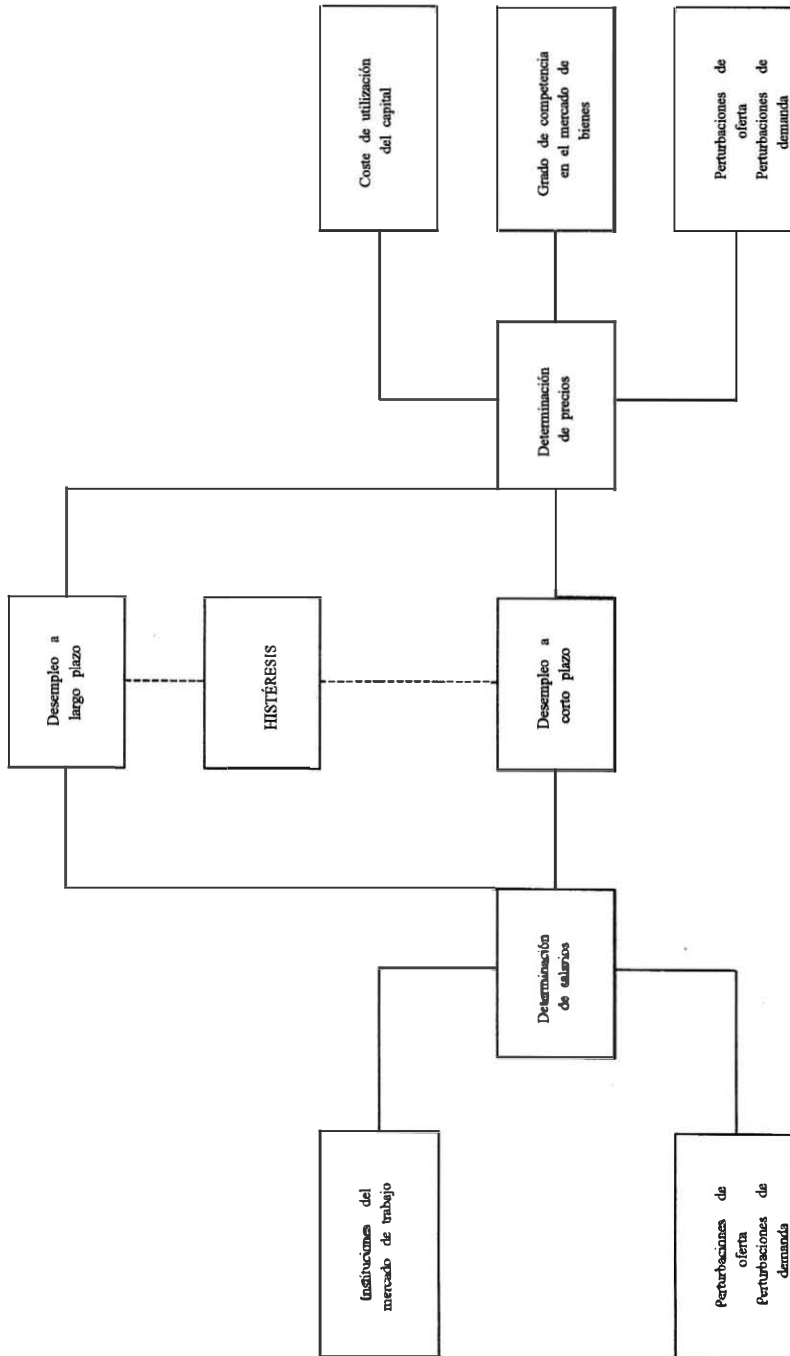 Desempleo a
largo plazo
HISTÉRESIS
Instituciones del
mercado de trabajo
Coste de utilización
del capital
Determinación
de salarios
Desempleo a
corto plazo
Determinación
de precios
Grado de competencia
en el mercado de
bienes
Perturbaciones de
oferta
Perturbaciones de
demanda
Perturbaciones de
oferta
Perturbaciones de
demanda